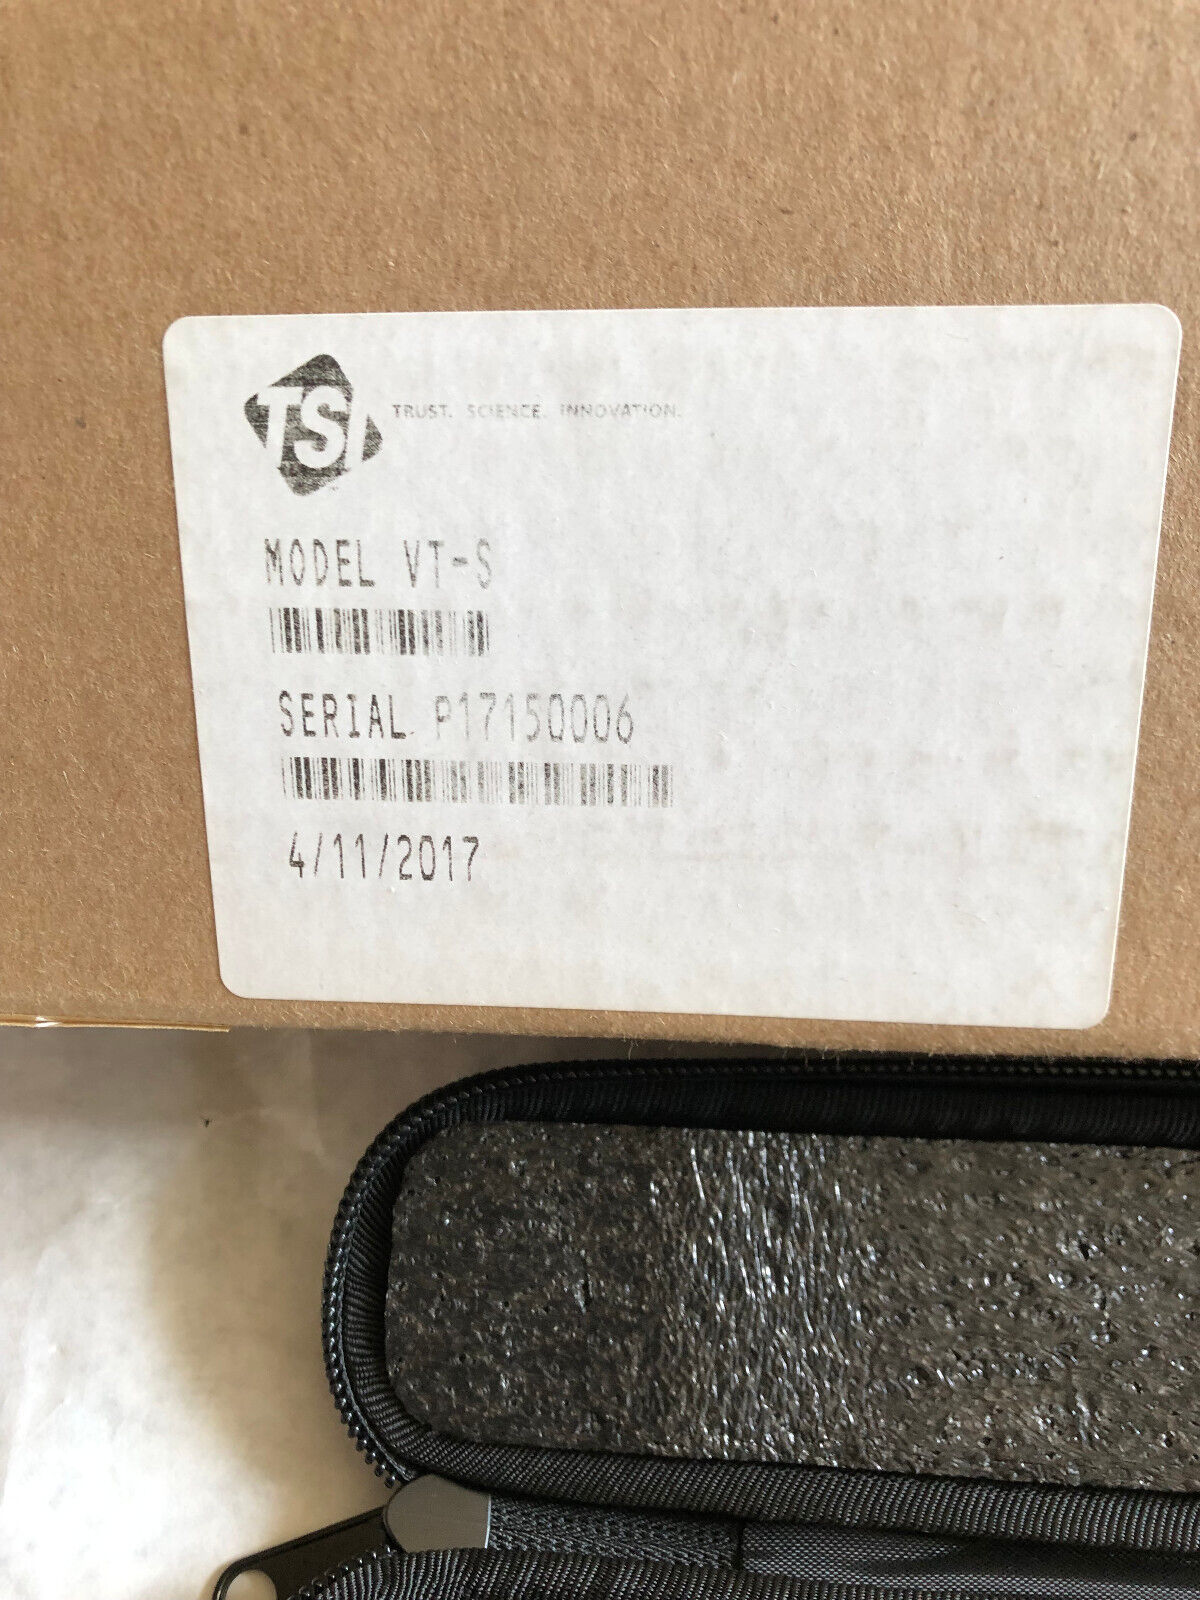 TSI TRUST. SCIENCE. INNOVATION.
MODEL VT-S
SERIAL P17150006
4/11/2017